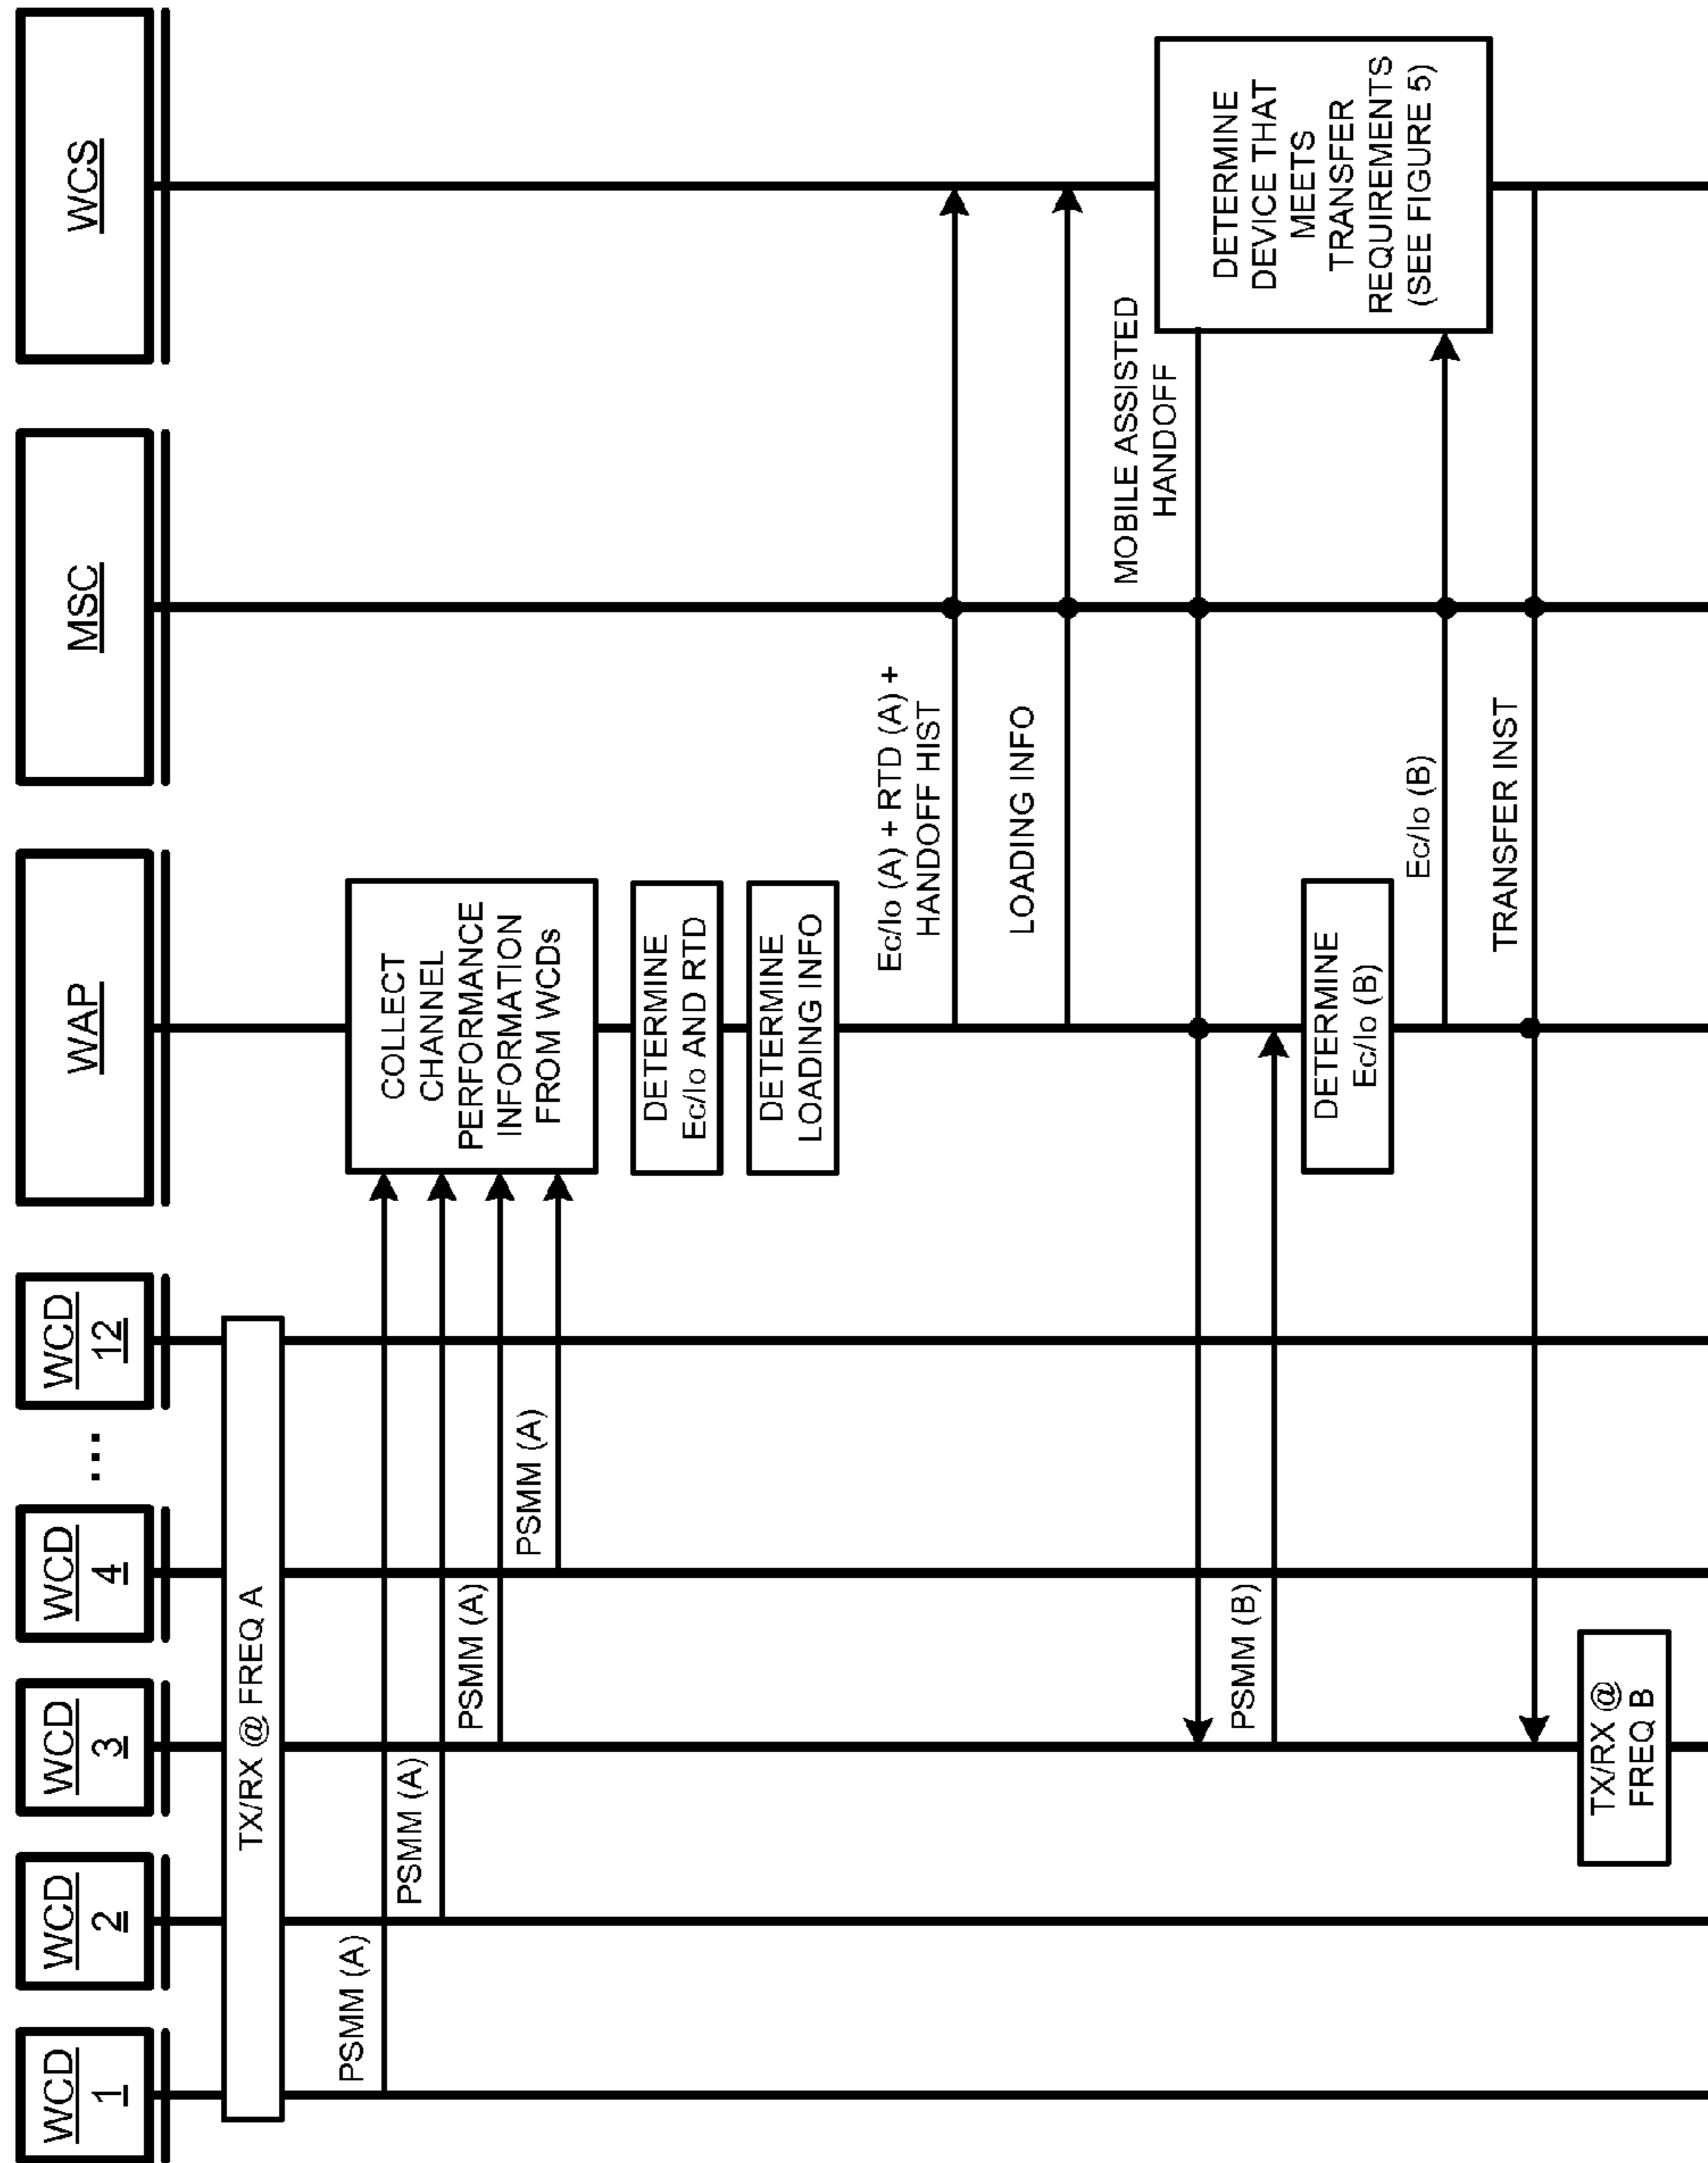 WCD
1
WCD
2
WCD
3
WCD
4
...
WCD
12
WAP
MSC
WCS
TX/RX @ FREQ A
PSMM (A)
PSMM (A)
PSMM (A)
PSMM (A)
COLLECT
CHANNEL
PERFORMANCE
INFORMATION
FROM WCDs
DETERMINE
Ec/Io AND RTD
DETERMINE
LOADING INFO
Ec/Io (A) + RTD (A) +
HANDOFF HIST
LOADING INFO
MOBILE ASSISTED
HANDOFF
DETERMINE
DEVICE THAT
MEETS
TRANSFER
REQUIREMENTS
(SEE FIGURE 5)
PSMM (B)
DETERMINE
Ec/Io (B)
Ec/Io (B)
TRANSFER INST
TX/RX @
FREQ B